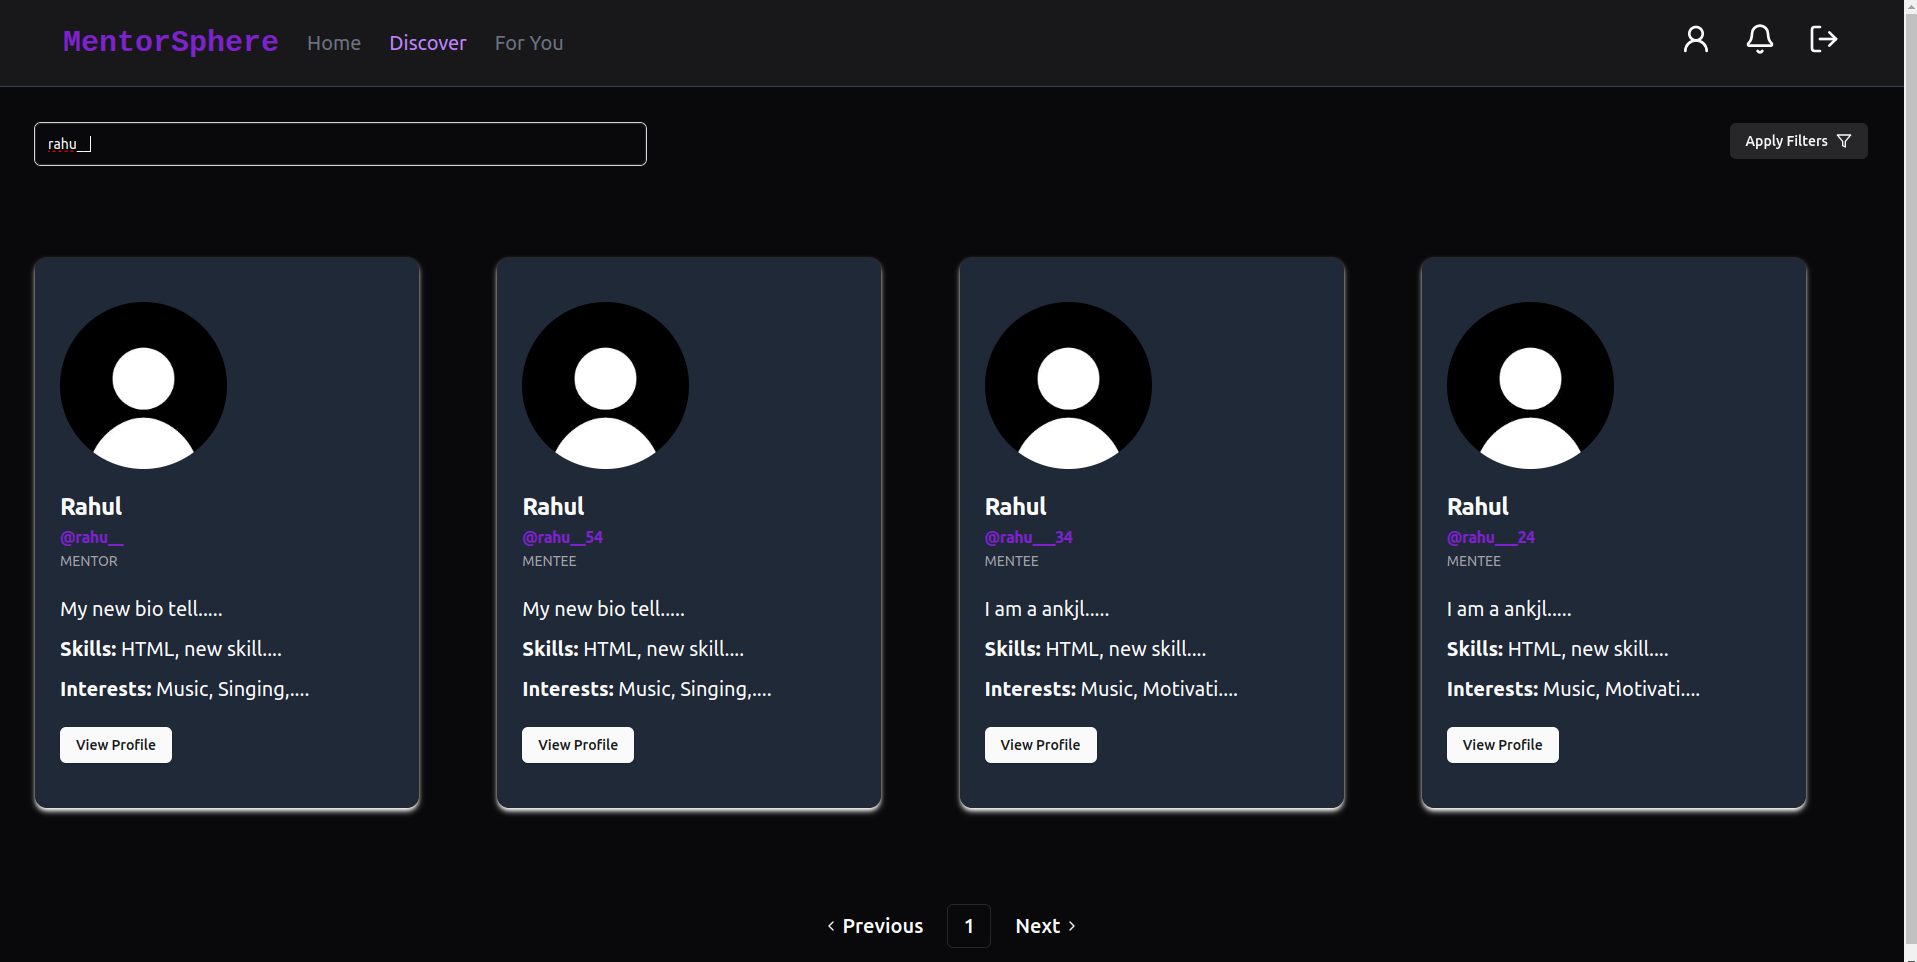 MentorSphere Home Discover For You
rahu__
Apply Filters
Rahul
@rahu__
MENTOR
My new bio tell.....
Skills: HTML, new skill....
Interests: Music, Singing,....
View Profile
Rahul
@rahu__54
MENTEE
My new bio tell.....
Skills: HTML, new skill....
Interests: Music, Singing,....
View Profile
Rahul
@rahu___34
MENTEE
I am a ankjl.....
Skills: HTML, new skill....
Interests: Music, Motivati....
View Profile
Rahul
@rahu___24
MENTEE
I am a ankjl.....
Skills: HTML, new skill....
Interests: Music, Motivati....
View Profile
Previous 1 Next